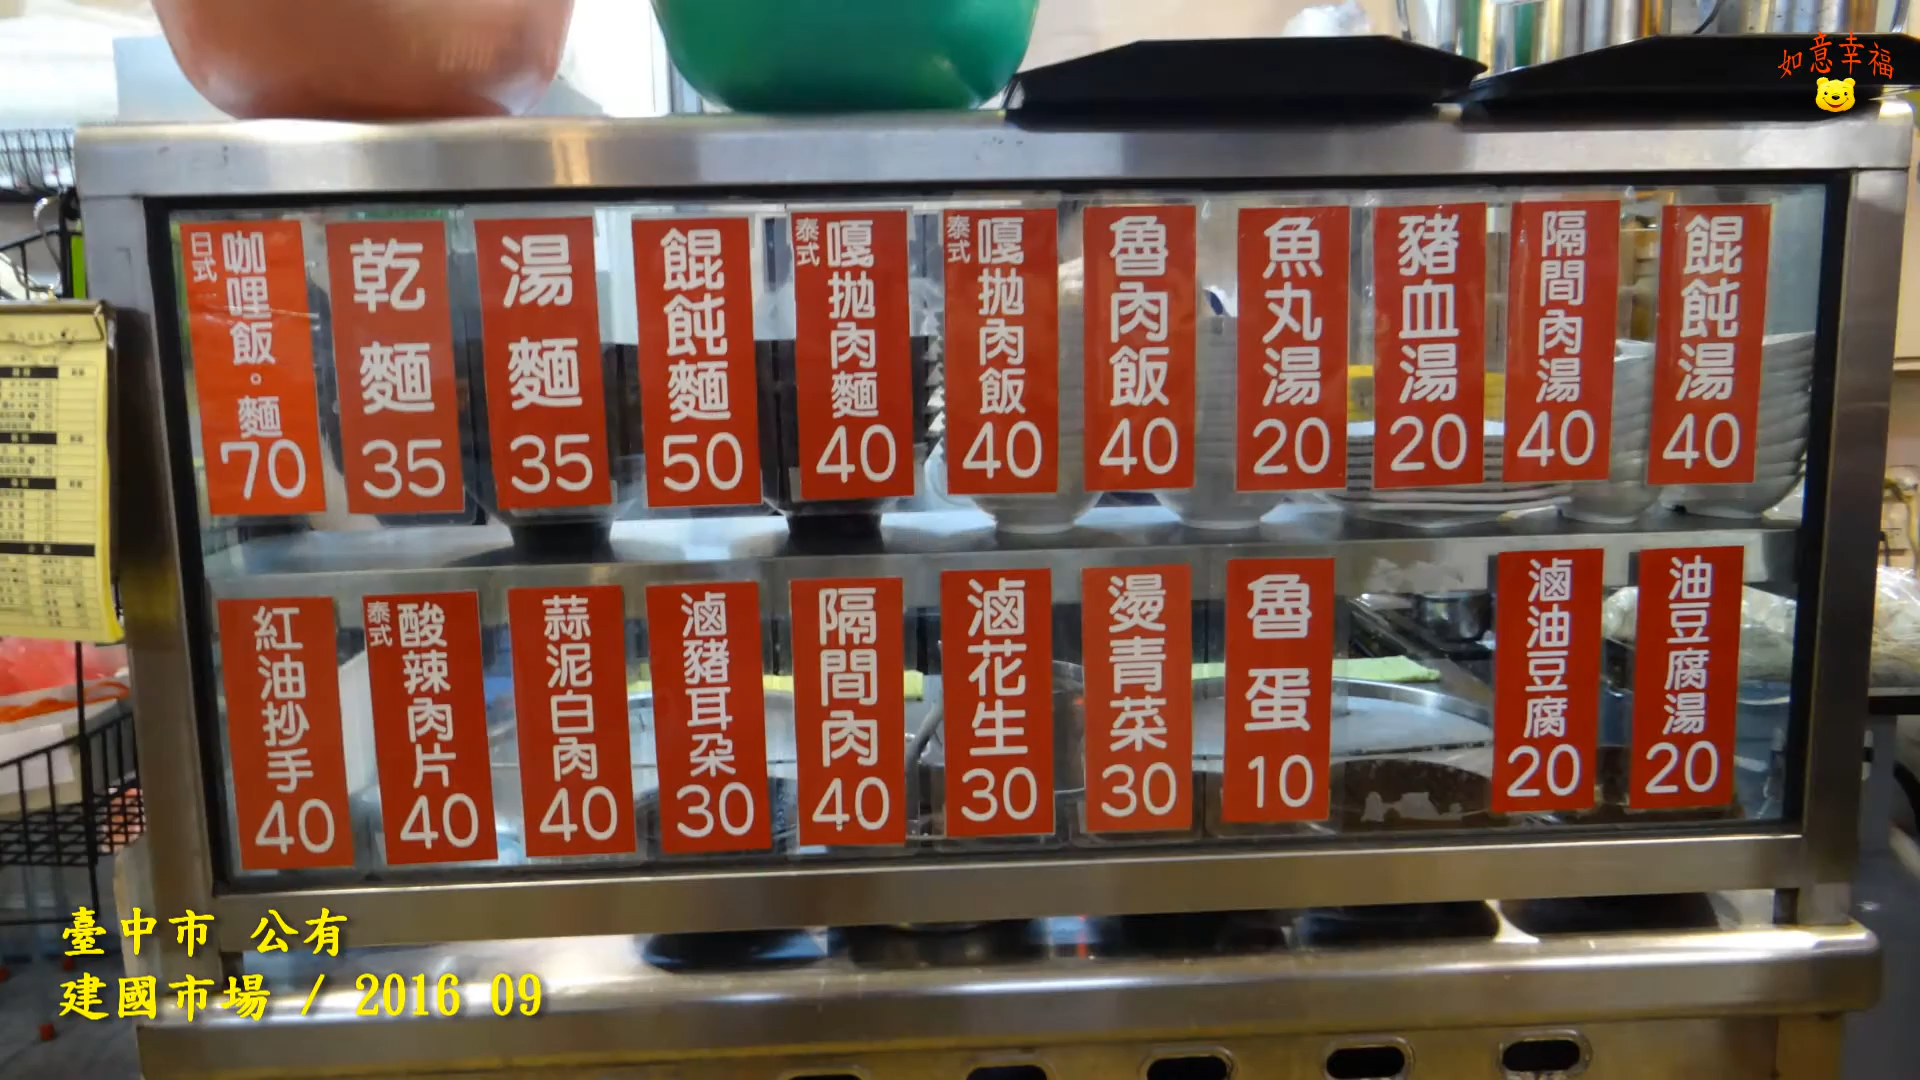 如意幸福
日式 咖哩飯。麵 70
乾麵 35
湯麵 35
餛飩麵 50
泰式 嘎拋肉麵 40
泰式 嘎拋肉飯 40
魯肉飯 40
魚丸湯 20
豬血湯 20
隔間肉湯 40
餛飩湯 40
紅油抄手 40
泰式 酸辣肉片 40
蒜泥白肉 40
滷豬耳朵 30
隔間肉 40
滷花生 30
燙青菜 30
魯蛋 10
滷油豆腐 20
油豆腐湯 20
臺中市 公有
建國市場 / 2016 09